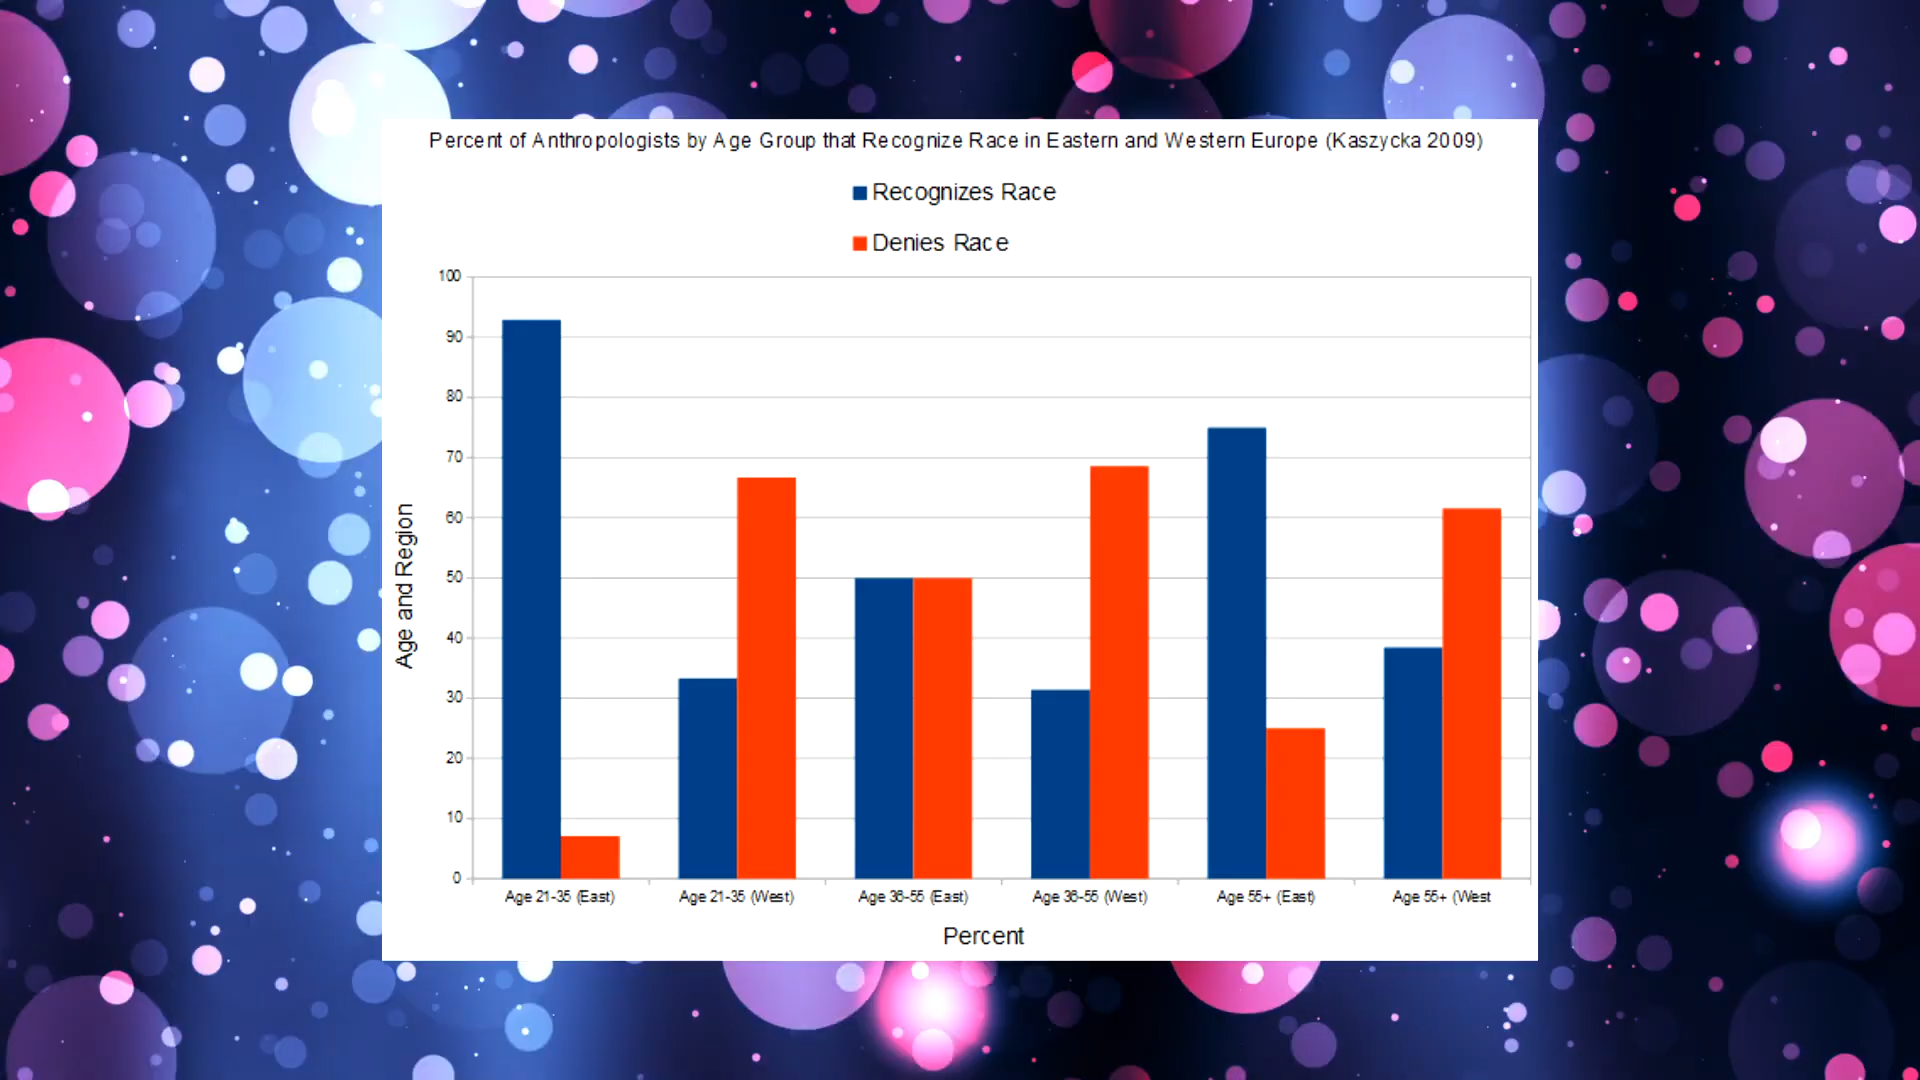 Percent of Anthropologists by Age Group that Recognize Race in Eastern and Western Europe (Kaszycka 2009)
Recognizes Race
Denies Race
100
90
80
70
60
50
40
30
20
10
0
Age and Region
Age 21-35 (East)
Age 21-35 (West)
Age 36-55 (East)
Age 36-55 (West)
Age 55+ (East)
Age 55+ (West
Percent